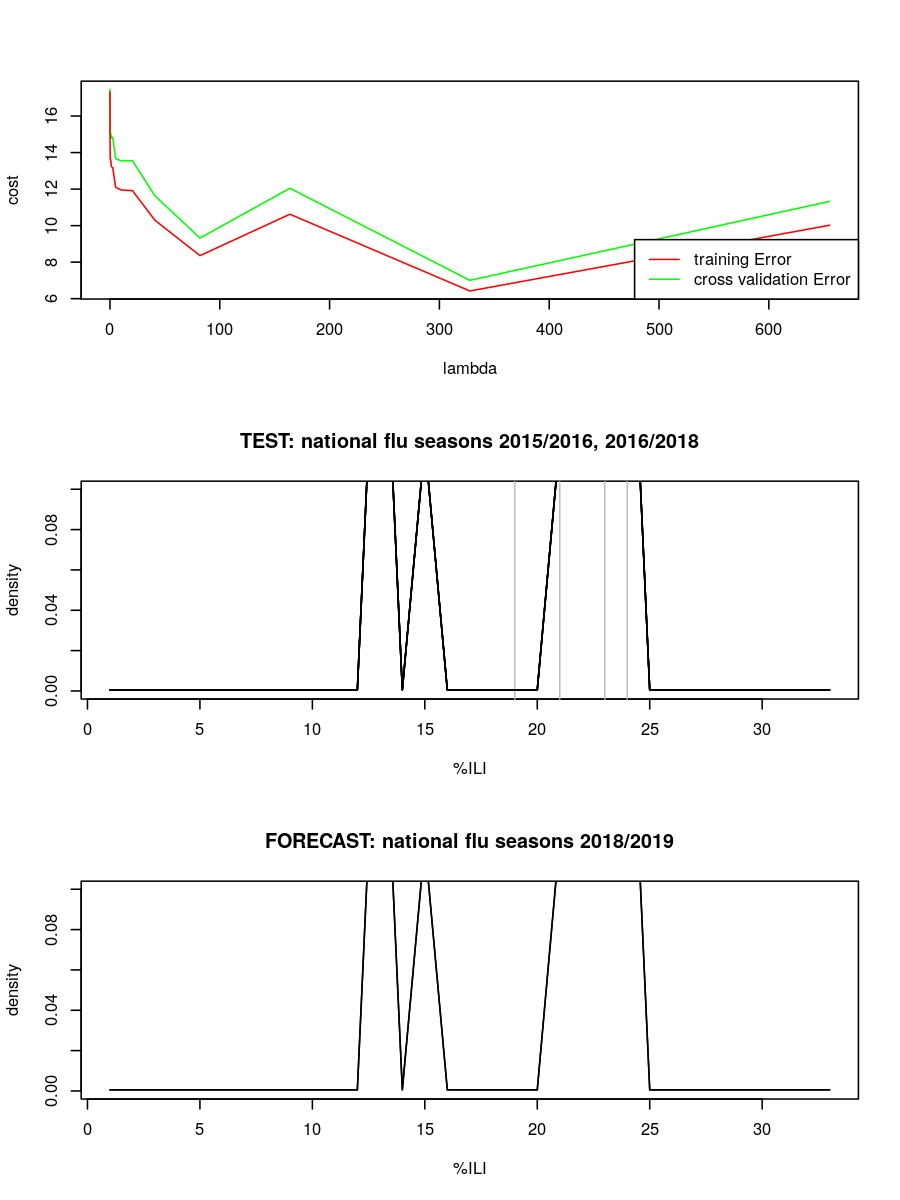 cost
16
14
12
10
8
6
training Error
cross validation Error
0 100 200 300 400 500 600
lambda
TEST: national flu seasons 2015/2016, 2016/2018
density
0.08
0.04
0.00
0 5 10 15 20 25 30
%ILI
FORECAST: national flu seasons 2018/2019
density
0.08
0.04
0.00
0 5 10 15 20 25 30
%ILI